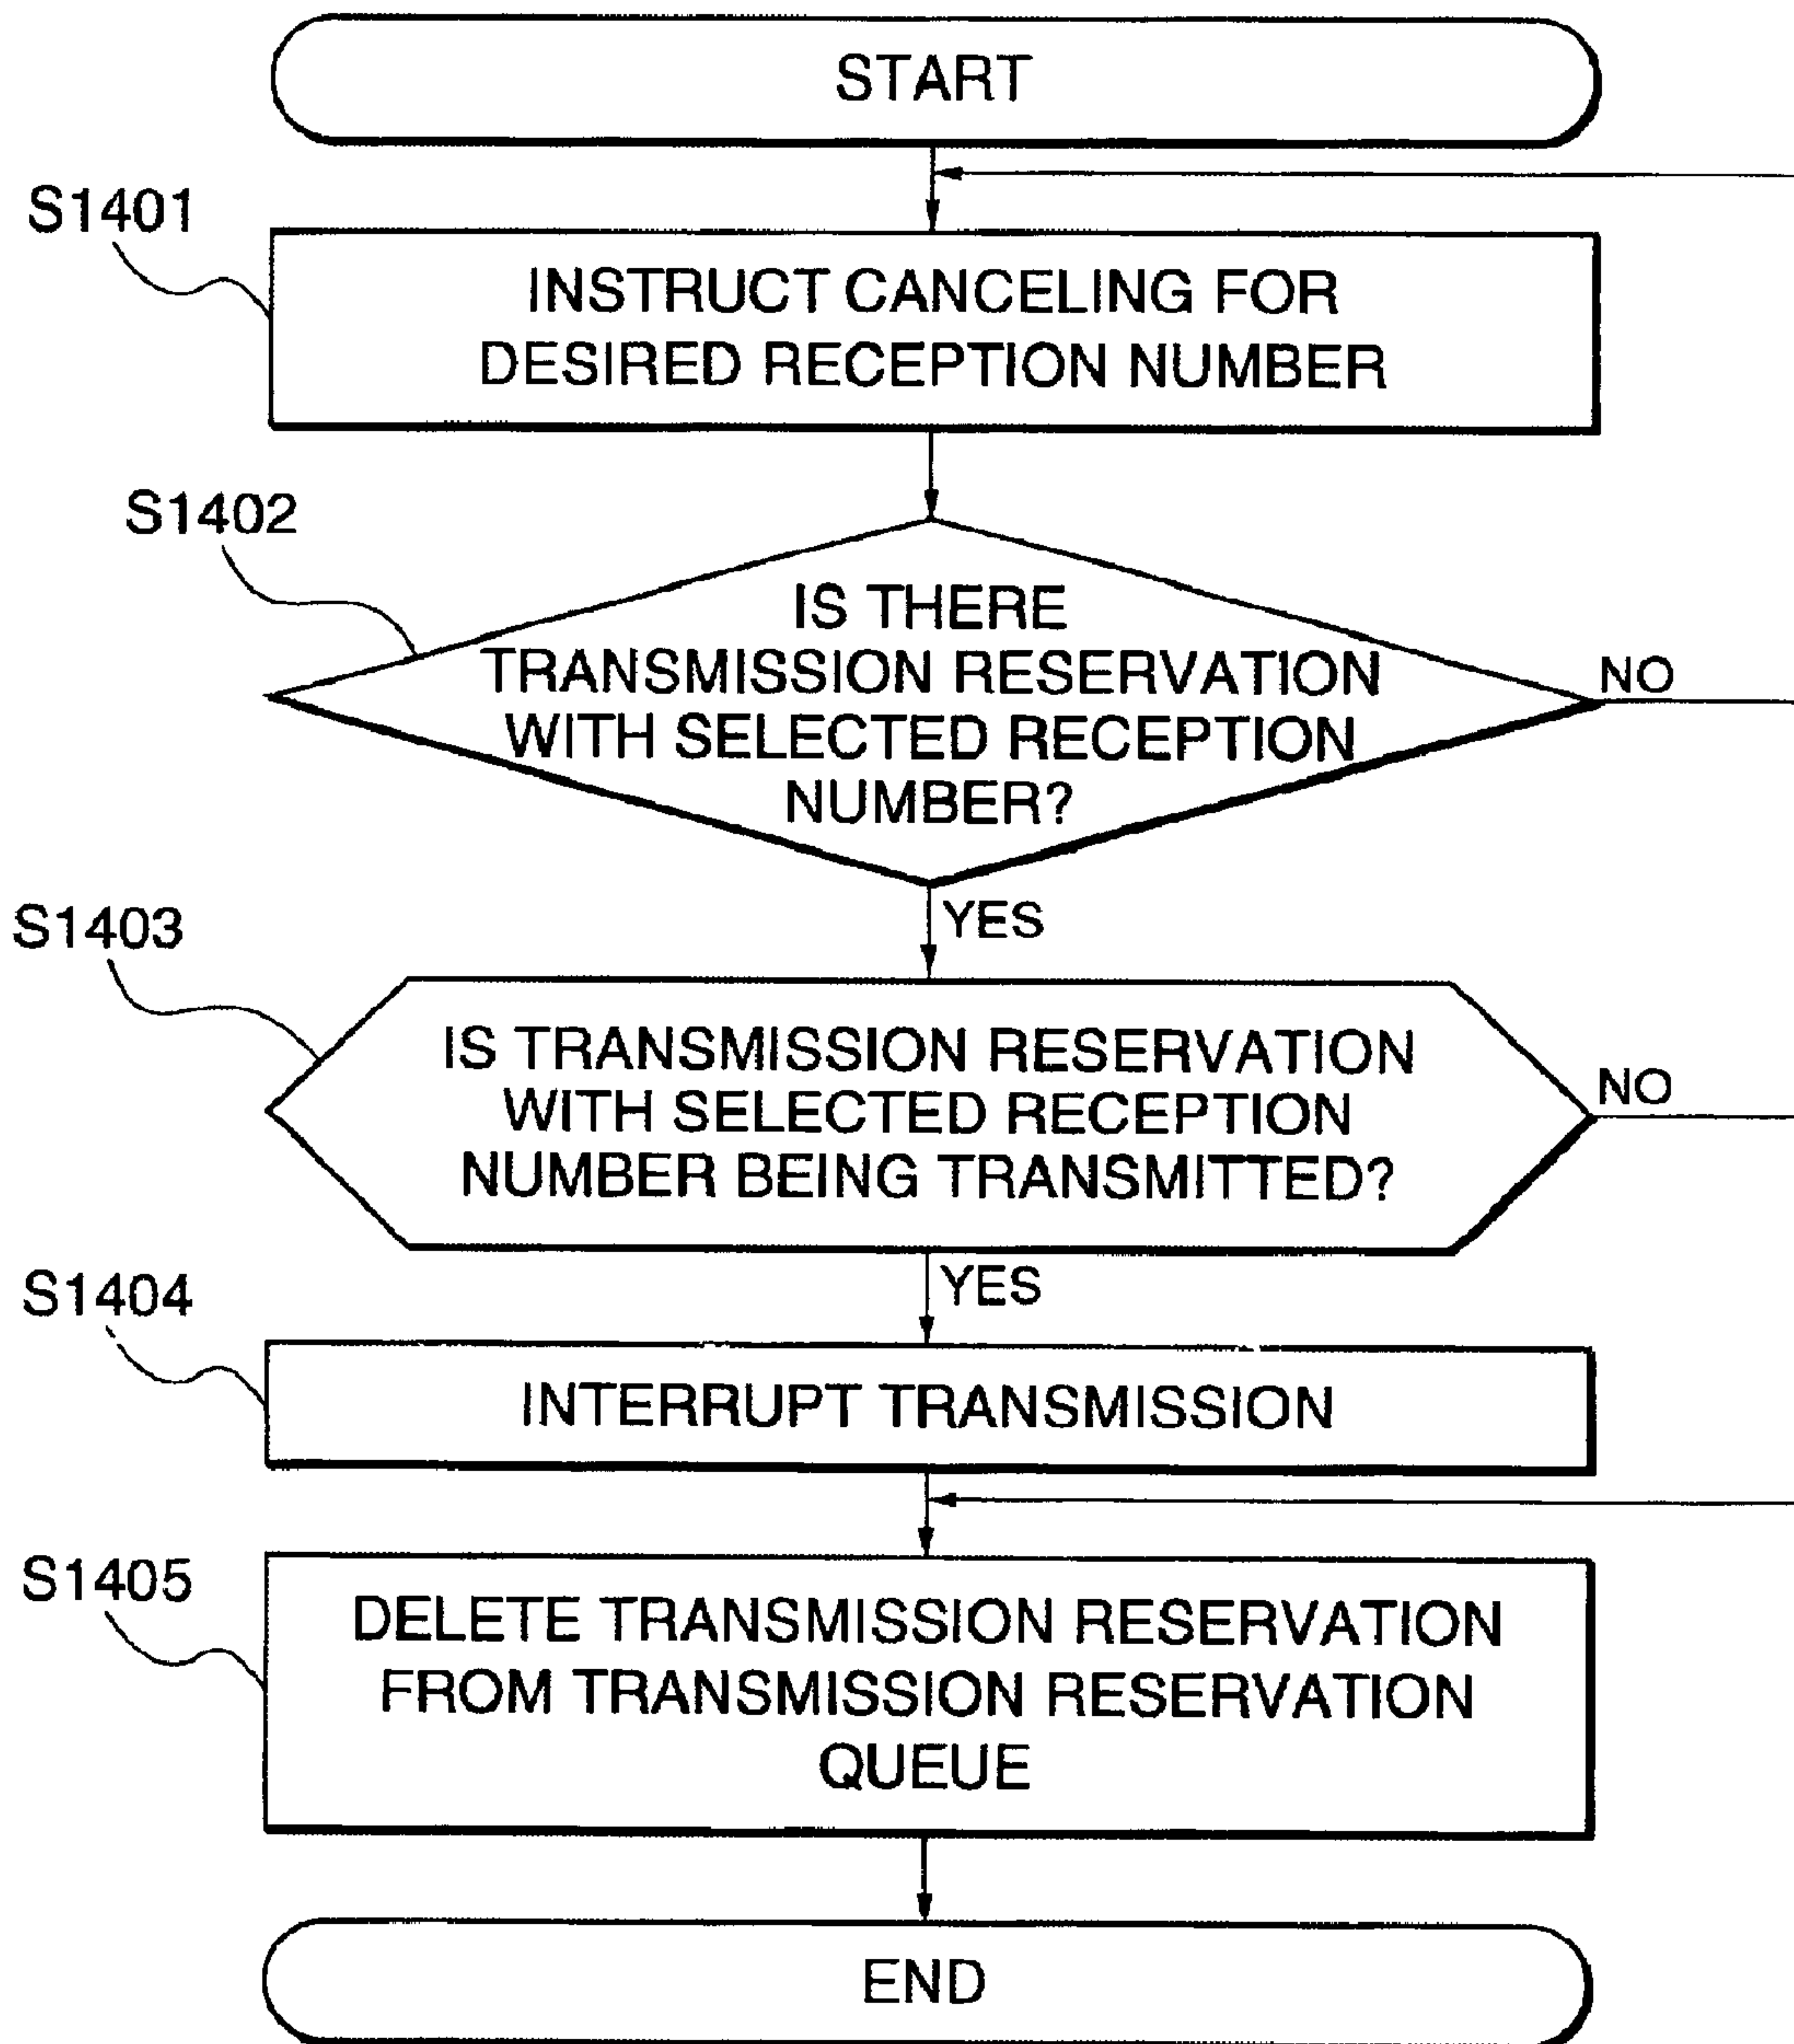 START
S1401
INSTRUCT CANCELING FOR
DESIRED RECEPTION NUMBER
S1402
IS THERE
TRANSMISSION RESERVATION
WITH SELECTED RECEPTION
NUMBER?
NO
YES
S1403
IS TRANSMISSION RESERVATION
WITH SELECTED RECEPTION
NUMBER BEING TRANSMITTED?
NO
YES
S1404
INTERRUPT TRANSMISSION
S1405
DELETE TRANSMISSION RESERVATION
FROM TRANSMISSION RESERVATION
QUEUE
END